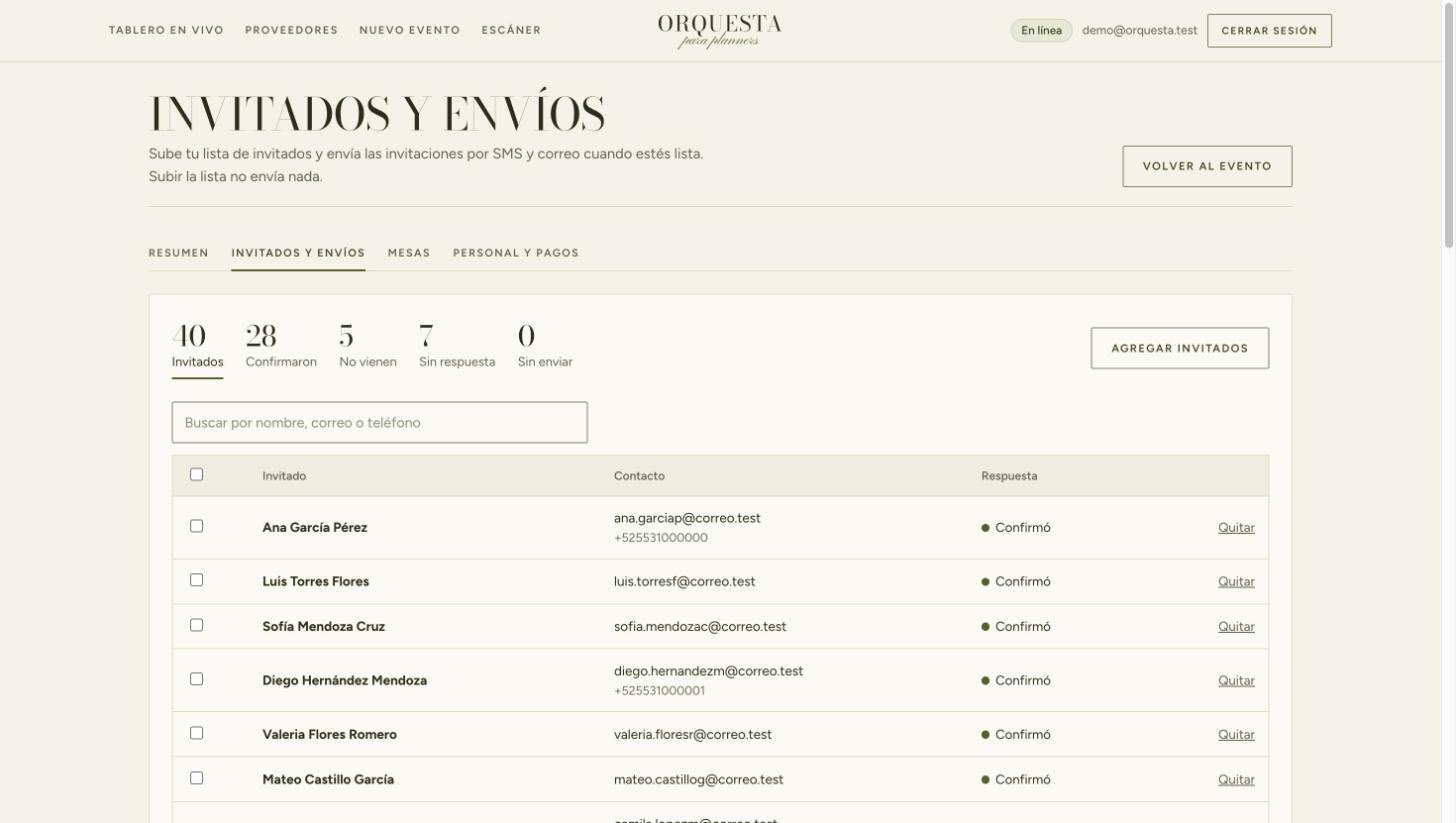 TABLERO EN VIVO PROVEEDORES NUEVO EVENTO ESCÁNER
ORQUESTA
para planners
En línea demo@orquesta.test CERRAR SESIÓN
INVITADOS Y ENVÍOS
Sube tu lista de invitados y envía las invitaciones por SMS y correo cuando estés lista.
Subir la lista no envía nada.
VOLVER AL EVENTO
RESUMEN INVITADOS Y ENVÍOS MESAS PERSONAL Y PAGOS
40 28 5 7 0
Invitados Confirmaron No vienen Sin respuesta Sin enviar
AGREGAR INVITADOS
Buscar por nombre, correo o teléfono
Invitado Contacto Respuesta
Ana García Pérez ana.garciap@correo.test Confirmó Quitar
+525531000000
Luis Torres Flores luis.torresf@correo.test Confirmó Quitar
Sofía Mendoza Cruz sofia.mendozac@correo.test Confirmó Quitar
Diego Hernández Mendoza diego.hernandezm@correo.test Confirmó Quitar
+525531000001
Valeria Flores Romero valeria.floresr@correo.test Confirmó Quitar
Mateo Castillo García mateo.castillog@correo.test Confirmó Quitar